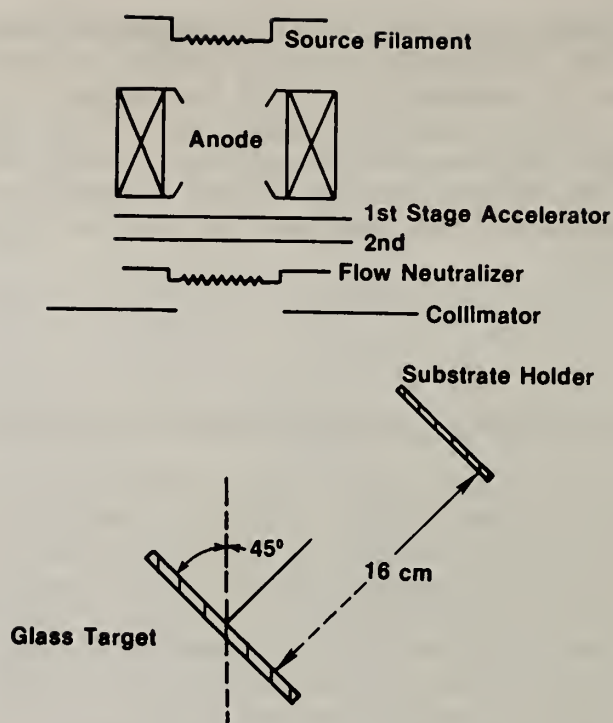 Source Filament
Anode
1st Stage Accelerator
2nd
Flow Neutralizer
Collimator
Substrate Holder
45°
16 cm
Glass Target